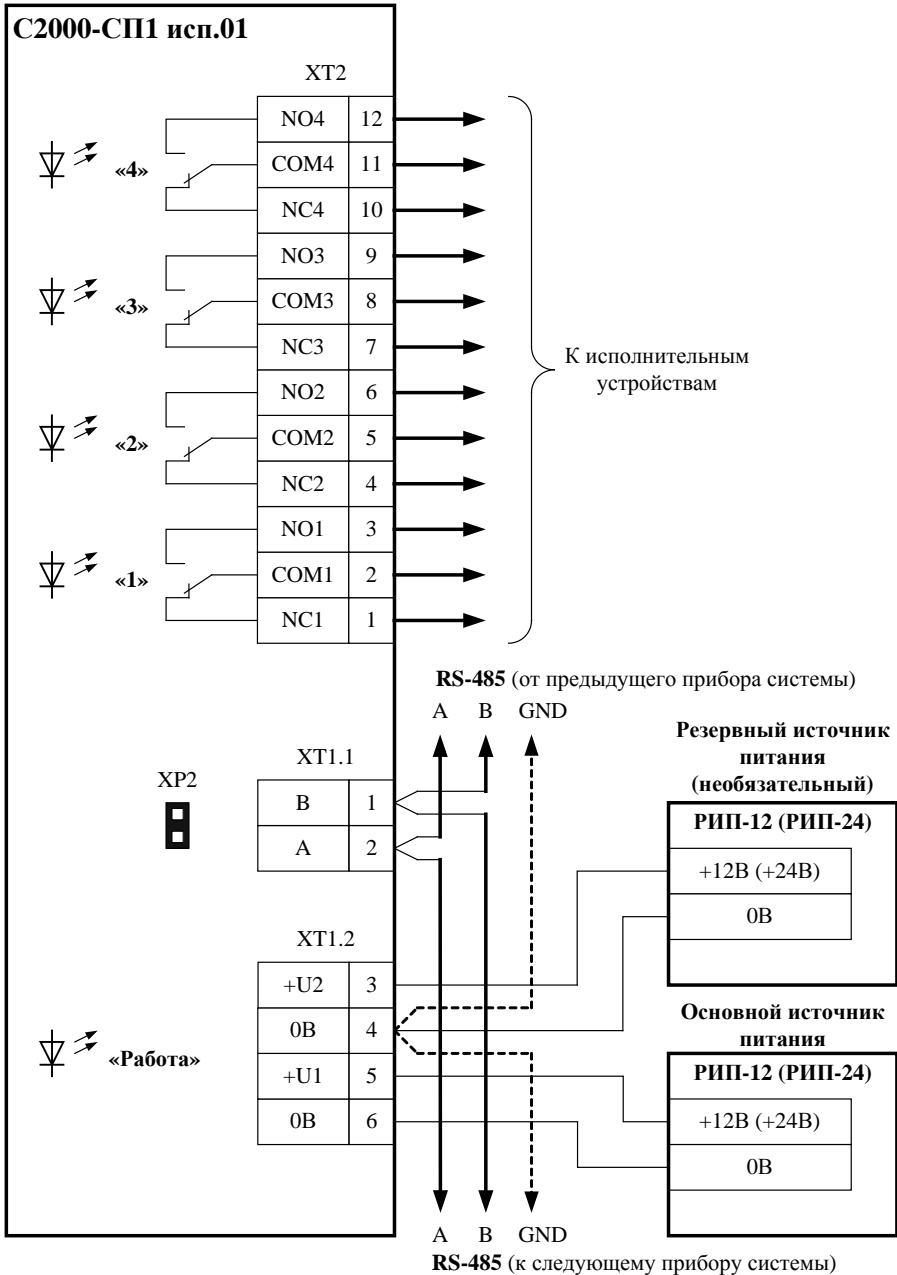 С2000-СП1 исп.01
XT2
NO4 12
«4» COM4 11
NC4 10
NO3 9
«3» COM3 8
NC3 7
NO2 6
«2» COM2 5
NC2 4
NO1 3
«1» COM1 2
NC1 1
К исполнительным
устройствам
RS-485 (от предыдущего прибора системы)
A B GND
Резервный источник
питания
(необязательный)
РИП-12 (РИП-24)
+12В (+24В)
0В
XP2
XT1.1
B 1
A 2
XT1.2
+U2 3
0В 4
+U1 5
0В 6
«Работа»
Основной источник
питания
РИП-12 (РИП-24)
+12В (+24В)
0В
A B GND
RS-485 (к следующему прибору системы)